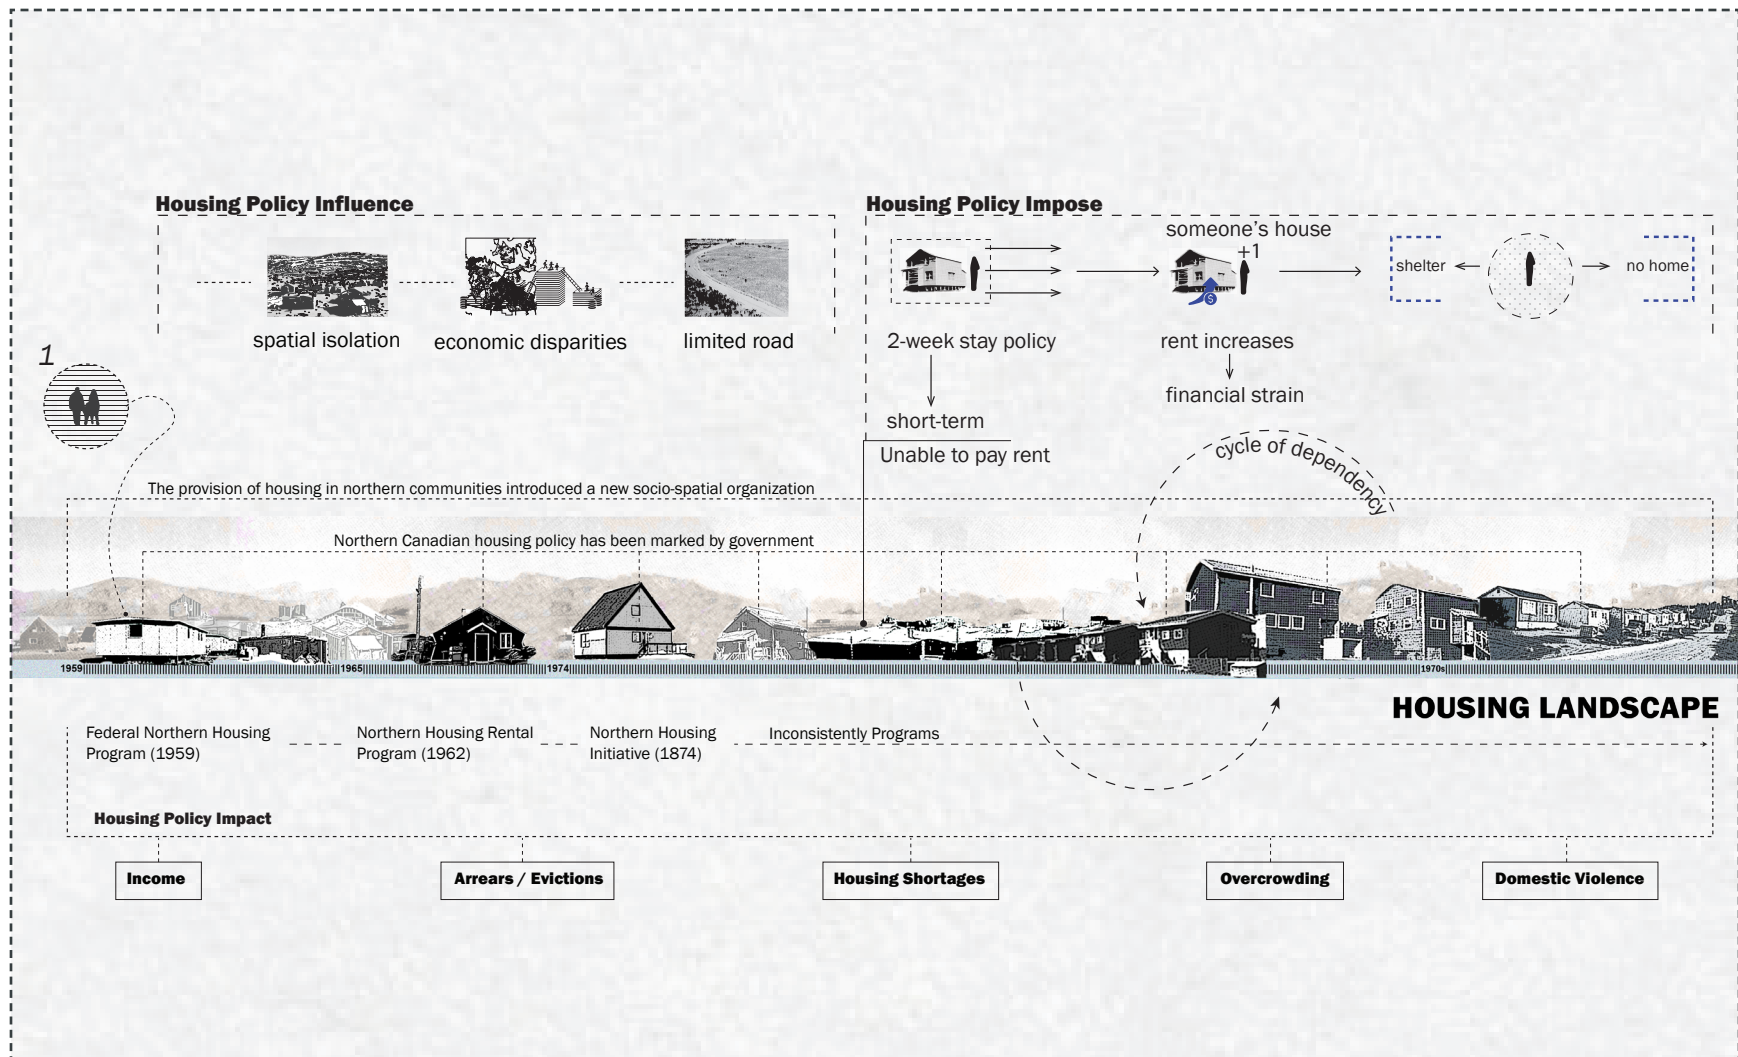 Housing Policy Influence
spatial isolation
economic disparities
limited road
Housing Policy Impose
someone's house
+1
$
shelter
no home
2-week stay policy
rent increases
short-term
financial strain
Unable to pay rent
cycle of dependency
1
The provision of housing in northern communities introduced a new socio-spatial organization
Northern Canadian housing policy has been marked by government
1959
1965
1974
1970s
HOUSING LANDSCAPE
Federal Northern Housing
Program (1959)
Northern Housing Rental
Program (1962)
Northern Housing
Initiative (1874)
Inconsistently Programs
Housing Policy Impact
Income
Arrears / Evictions
Housing Shortages
Overcrowding
Domestic Violence